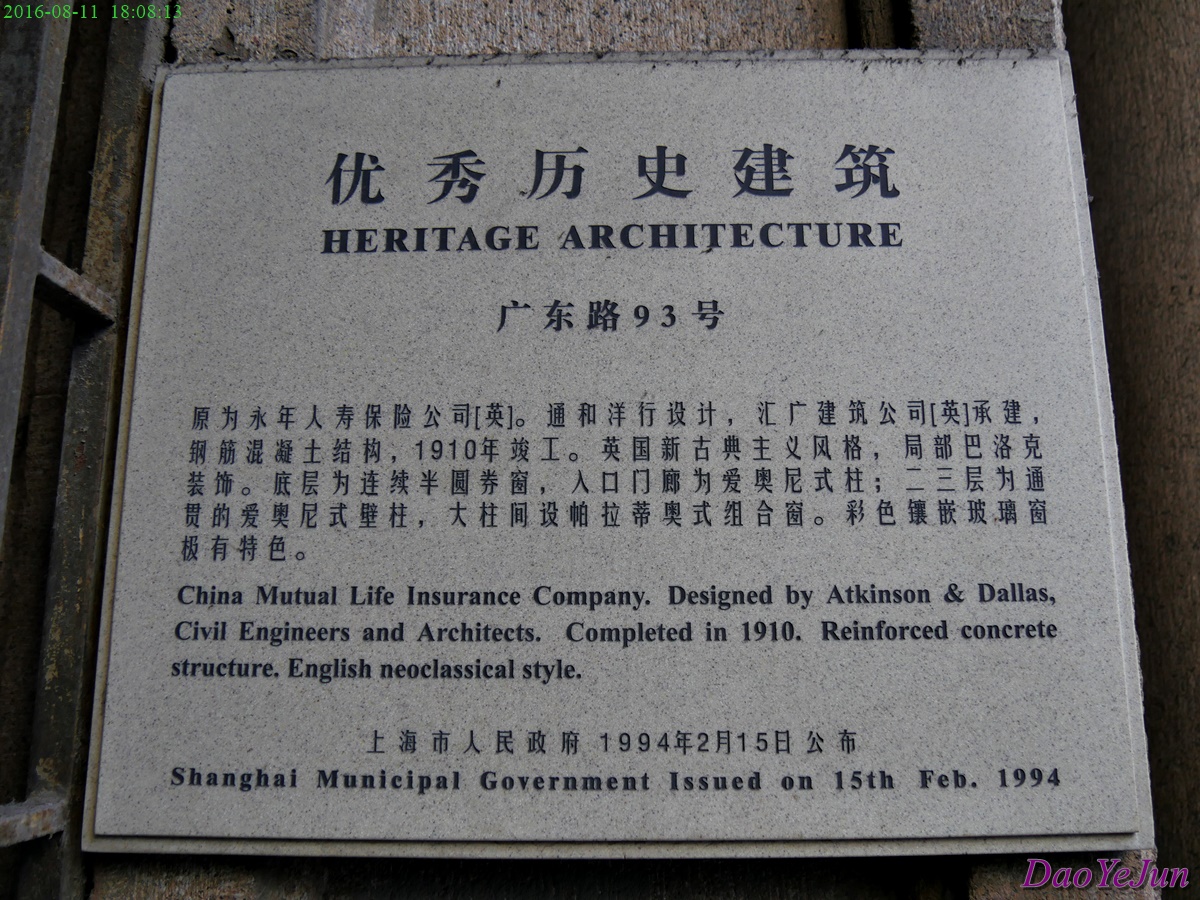 2016-08-11 18:08:13
优秀历史建筑
HERITAGE ARCHITECTURE
广东路93号
原为永年人寿保险公司[英]。通和洋行设计，汇广建筑公司[英]承建，
钢筋混凝土结构，1910年竣工。英国新古典主义风格，局部巴洛克
装饰。底层为连续半圆券窗，入口门廊为爱奥尼式柱；二三层为通
贯的爱奥尼式壁柱，大柱间设帕拉蒂奥式组合窗。彩色镶嵌玻璃窗
极有特色。
China Mutual Life Insurance Company. Designed by Atkinson & Dallas,
Civil Engineers and Architects. Completed in 1910. Reinforced concrete
structure. English neoclassical style.
上海市人民政府 1994年2月15日公布
Shanghai Municipal Government Issued on 15th Feb. 1994
DaoYeJun